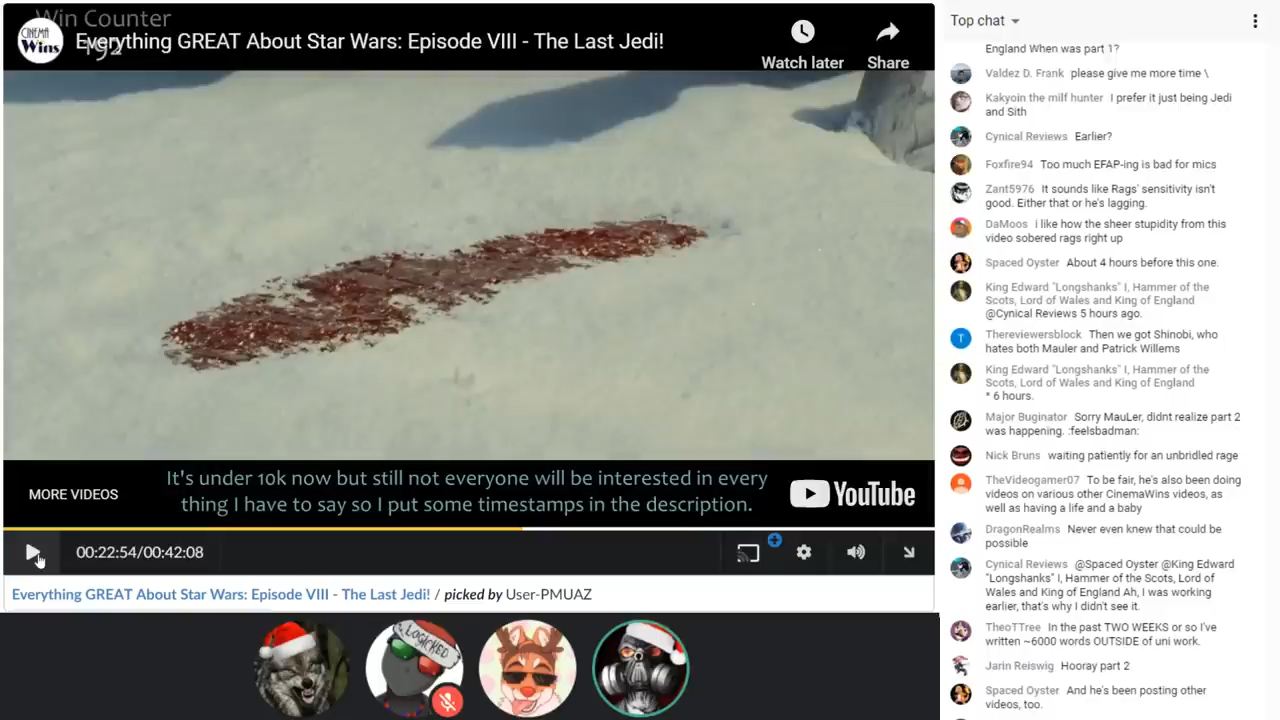 Win Counter
192
CINEMA
WINS
Everything GREAT About Star Wars: Episode VIII - The Last Jedi!
Watch later
Share
It's under 10k now but still not everyone will be interested in every
thing I have to say so I put some timestamps in the description.
MORE VIDEOS
YouTube
00:22:54/00:42:08
Everything GREAT About Star Wars: Episode VIII - The Last Jedi! / picked by User-PMUAZ
LOGICKED
Top chat
England When was part 1?
Valdez D. Frank please give me more time \
Kakyoin the milf hunter I prefer it just being Jedi
and Sith
Cynical Reviews Earlier?
Foxfire94 Too much EFAP-ing is bad for mics
Zant5976 It sounds like Rags' sensitivity isn't
good. Either that or he's lagging.
DaMoos i like how the sheer stupidity from this
video sobered rags right up
Spaced Oyster About 4 hours before this one.
King Edward "Longshanks" I, Hammer of the
Scots, Lord of Wales and King of England
@Cynical Reviews 5 hours ago.
T
Thereviewersblock Then we got Shinobi, who
hates both Mauler and Patrick Willems
King Edward "Longshanks" I, Hammer of the
Scots, Lord of Wales and King of England
* 6 hours.
Major Buginator Sorry MauLer, didnt realize part 2
was happening. :feelsbadman:
Nick Bruns waiting patiently for an unbridled rage
TheVideogamer07 To be fair, he's also been doing
videos on various other CinemaWins videos, as
well as having a life and a baby
DragonRealms Never even knew that could be
possible
Cynical Reviews @Spaced Oyster @King Edward
"Longshanks" I, Hammer of the Scots, Lord of
Wales and King of England Ah, I was working
earlier, that's why I didn't see it.
TheoTTree In the past TWO WEEKS or so I've
written ~6000 words OUTSIDE of uni work.
Jarin Reiswig Hooray part 2
Spaced Oyster And he's been posting other
videos, too.